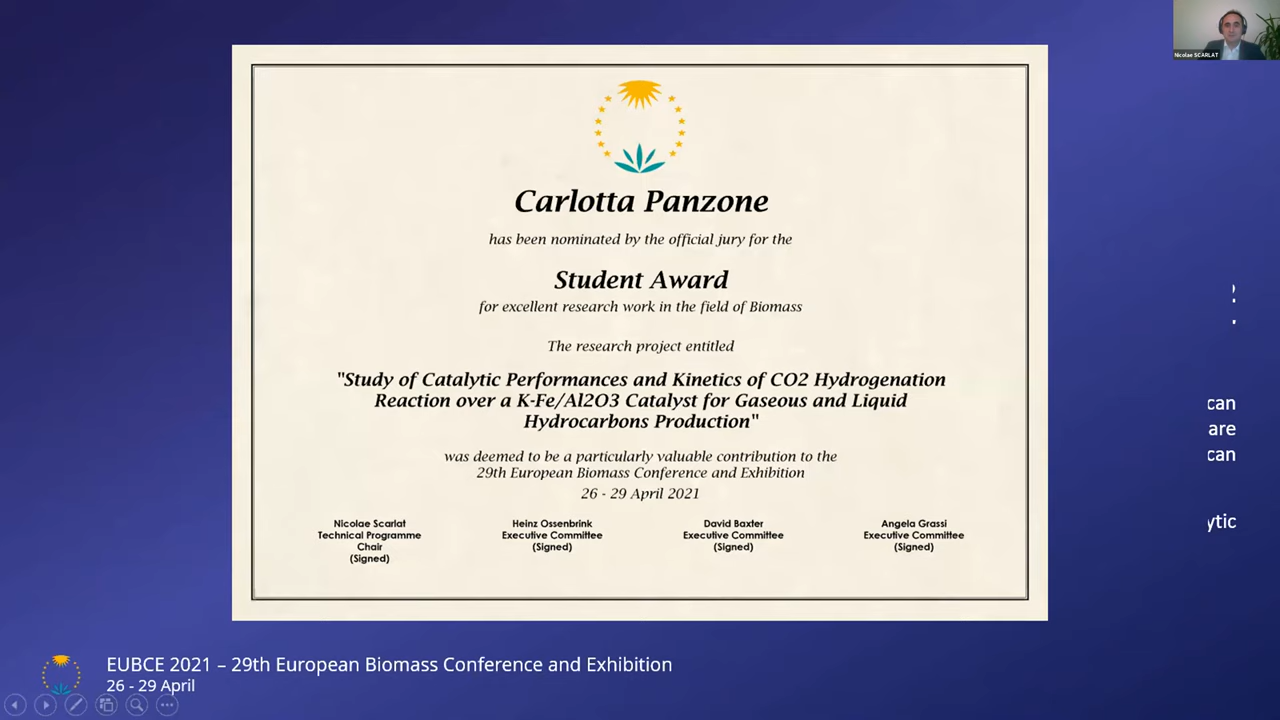 Nicolae SCARLAT
Carlotta Panzone
has been nominated by the official jury for the
Student Award
for excellent research work in the field of Biomass
The research project entitled
"Study of Catalytic Performances and Kinetics of CO2 Hydrogenation
Reaction over a K-Fe/Al2O3 Catalyst for Gaseous and Liquid
Hydrocarbons Production"
was deemed to be a particularly valuable contribution to the
29th European Biomass Conference and Exhibition
26 - 29 April 2021
Nicolae Scarlat
Technical Programme
Chair
(Signed)
Heinz Ossenbrink
Executive Committee
(Signed)
David Baxter
Executive Committee
(Signed)
Angela Grassi
Executive Committee
(Signed)
can
are
can
ytic
EUBCE 2021 – 29th European Biomass Conference and Exhibition
26 - 29 April